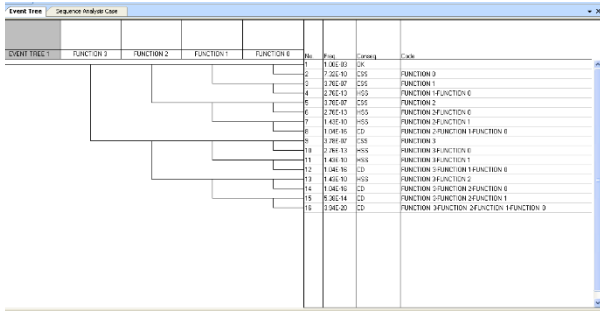 Event Tree Sequence Analysis Case
EVENT TREE 1 FUNCTION 3 FUNCTION 2 FUNCTION 1 FUNCTION 0 No Freq Conseq Code
1 1.00E-03 OK
2 7.32E-10 CSS FUNCTION 0
3 3.78E-07 CSS FUNCTION 1
4 2.76E-13 HSS FUNCTION 1-FUNCTION 0
5 3.78E-07 CSS FUNCTION 2
6 2.76E-13 HSS FUNCTION 2-FUNCTION 0
7 1.43E-10 HSS FUNCTION 2-FUNCTION 1
8 1.04E-16 CD FUNCTION 2-FUNCTION 1-FUNCTION 0
9 3.78E-07 CSS FUNCTION 3
10 2.76E-13 HSS FUNCTION 3-FUNCTION 0
11 1.43E-10 HSS FUNCTION 3-FUNCTION 1
12 1.04E-16 CD FUNCTION 3-FUNCTION 1-FUNCTION 0
13 1.43E-10 HSS FUNCTION 3-FUNCTION 2
14 1.04E-16 CD FUNCTION 3-FUNCTION 2-FUNCTION 0
15 CD FUNCTION 3-FUNCTION 2-FUNCTION 1
16 3.94E-20 CD FUNCTION 3-FUNCTION 2-FUNCTION 1-FUNCTION 0